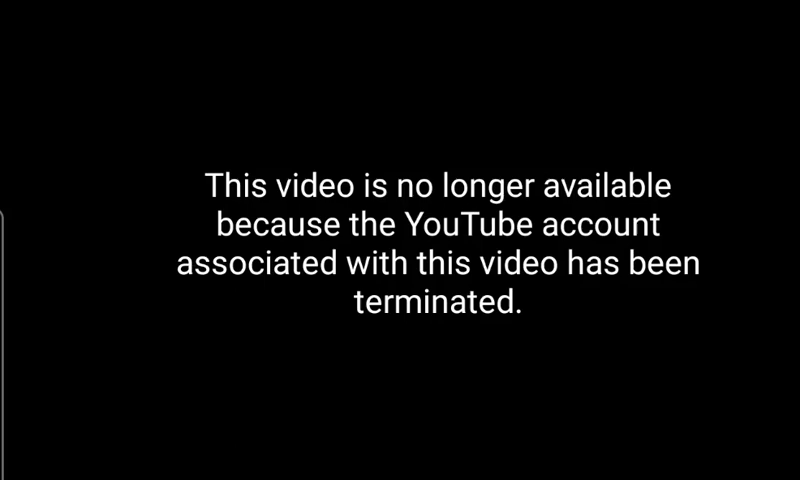 This video is no longer available
because the YouTube account
associated with this video has been
terminated.